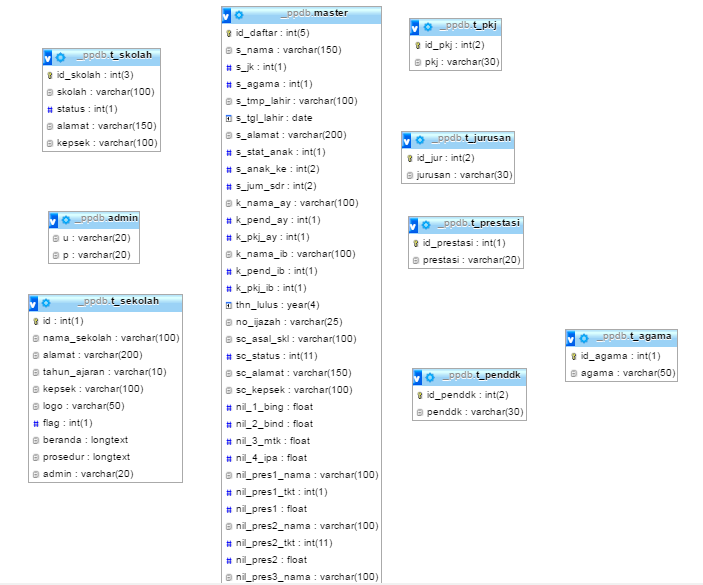 _ppdb.t_skolah
id_skolah : int(3)
skolah : varchar(100)
status : int(1)
alamat : varchar(150)
kepsek : varchar(100)
_ppdb.admin
u : varchar(20)
p : varchar(20)
_ppdb.t_sekolah
id : int(1)
nama_sekolah : varchar(100)
alamat : varchar(200)
tahun_ajaran : varchar(10)
kepsek : varchar(100)
logo : varchar(50)
flag : int(1)
beranda : longtext
prosedur : longtext
admin : varchar(20)
_ppdb.master
id_daftar : int(5)
s_nama : varchar(150)
s_jk : int(1)
s_agama : int(1)
s_tmp_lahir : varchar(100)
s_tgl_lahir : date
s_alamat : varchar(200)
s_stat_anak : int(1)
s_anak_ke : int(2)
s_jum_sdr : int(2)
k_nama_ay : varchar(100)
k_pend_ay : int(1)
k_pkj_ay : int(1)
k_nama_ib : varchar(100)
k_pend_ib : int(1)
k_pkj_ib : int(1)
thn_lulus : year(4)
no_ijazah : varchar(25)
sc_asal_skl : varchar(100)
sc_status : int(11)
sc_alamat : varchar(150)
sc_kepsek : varchar(100)
nil_1_bing : float
nil_2_bind : float
nil_3_mtk : float
nil_4_ipa : float
nil_pres1_nama : varchar(100)
nil_pres1_tkt : int(1)
nil_pres1 : float
nil_pres2_nama : varchar(100)
nil_pres2_tkt : int(11)
nil_pres2 : float
nil_pres3_nama : varchar(100)
_ppdb.t_pkj
id_pkj : int(2)
pkj : varchar(30)
_ppdb.t_jurusan
id_jur : int(2)
jurusan : varchar(30)
_ppdb.t_prestasi
id_prestasi : int(1)
prestasi : varchar(20)
_ppdb.t_penddk
id_penddk : int(2)
penddk : varchar(30)
_ppdb.t_agama
id_agama : int(1)
agama : varchar(50)